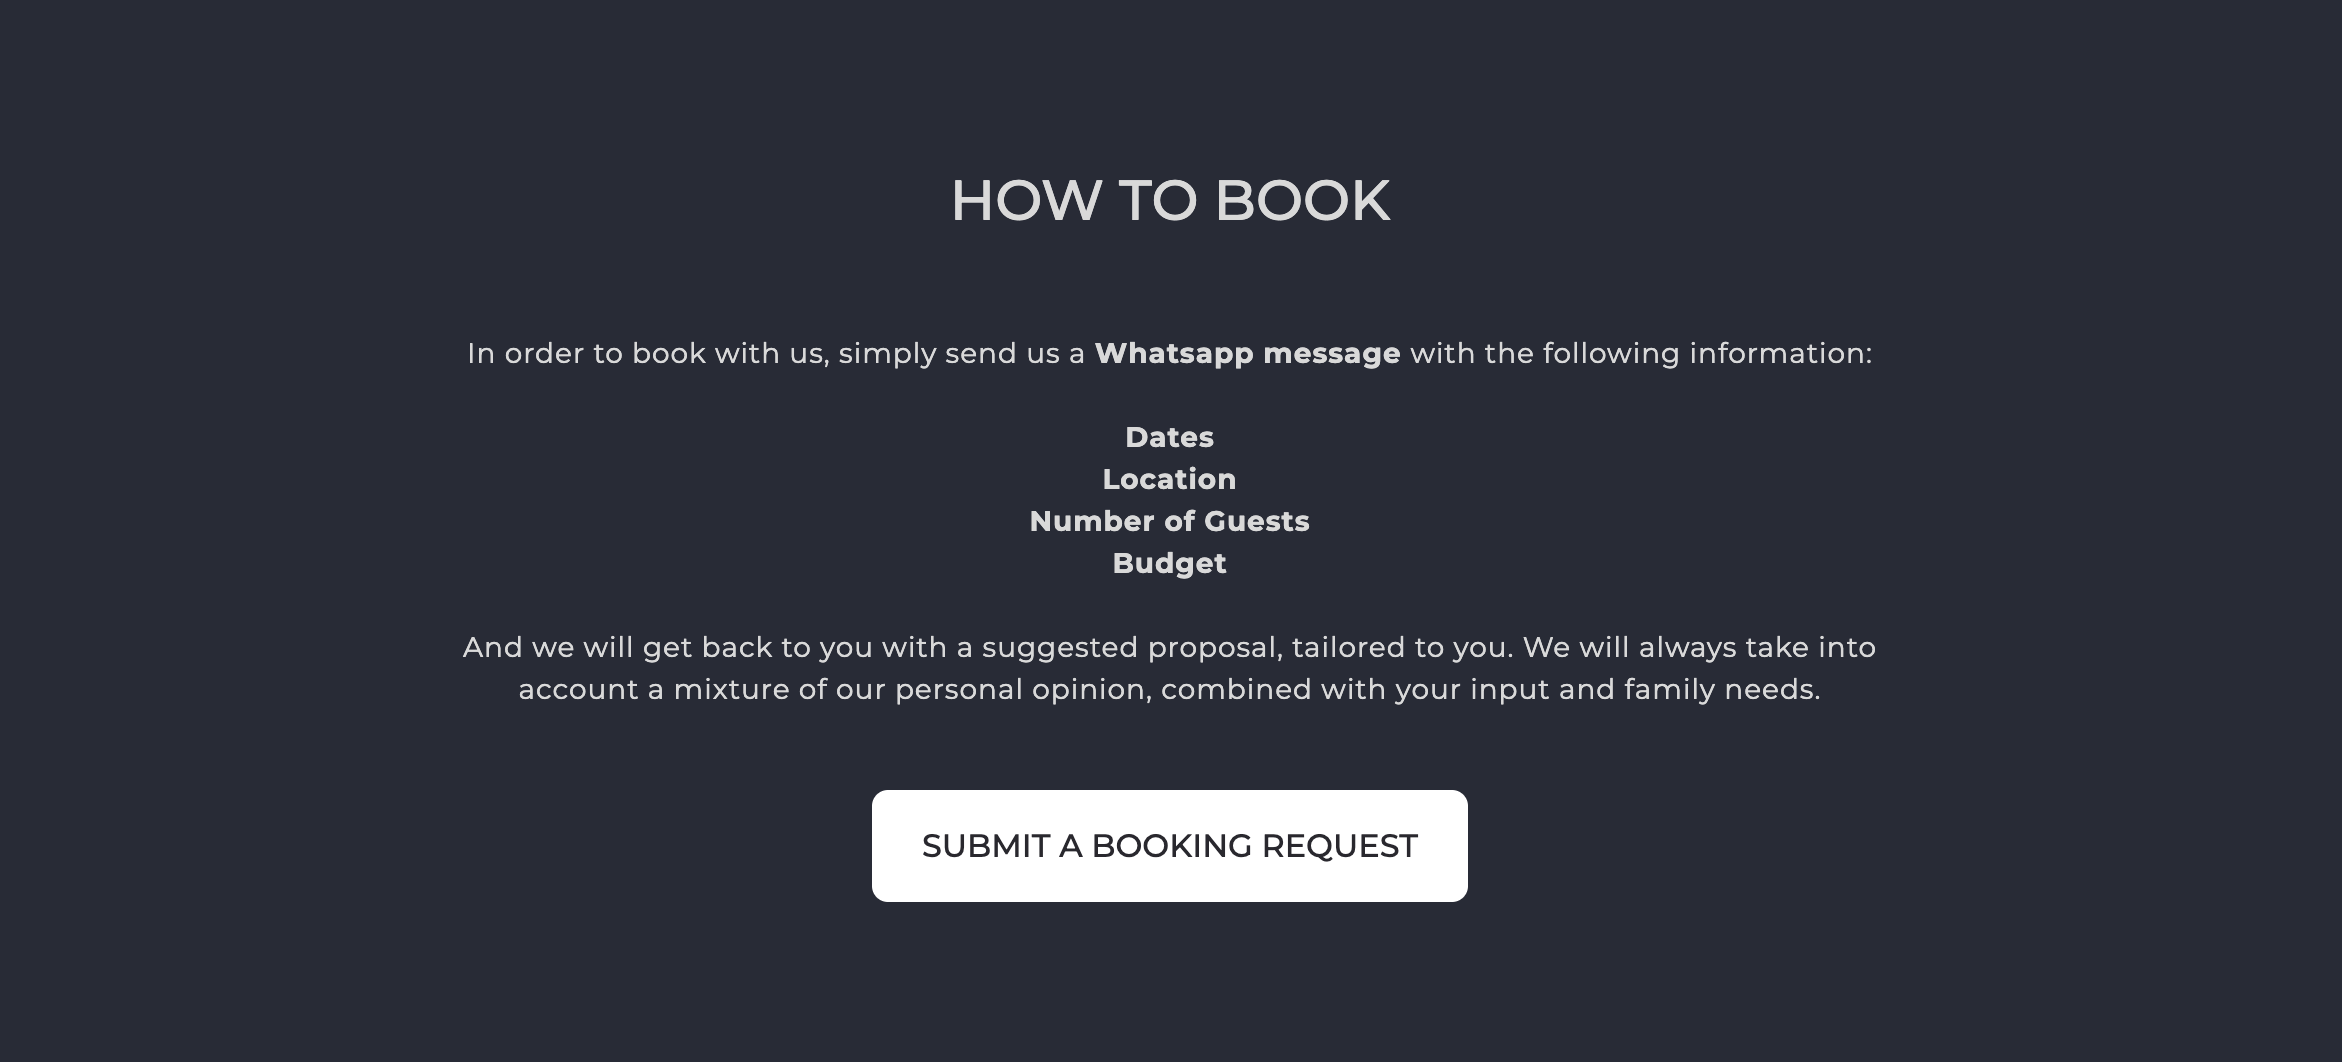 HOW TO BOOK
In order to book with us, simply send us a Whatsapp message with the following information:
Dates
Location
Number of Guests
Budget
And we will get back to you with a suggested proposal, tailored to you. We will always take into
account a mixture of our personal opinion, combined with your input and family needs.
SUBMIT A BOOKING REQUEST